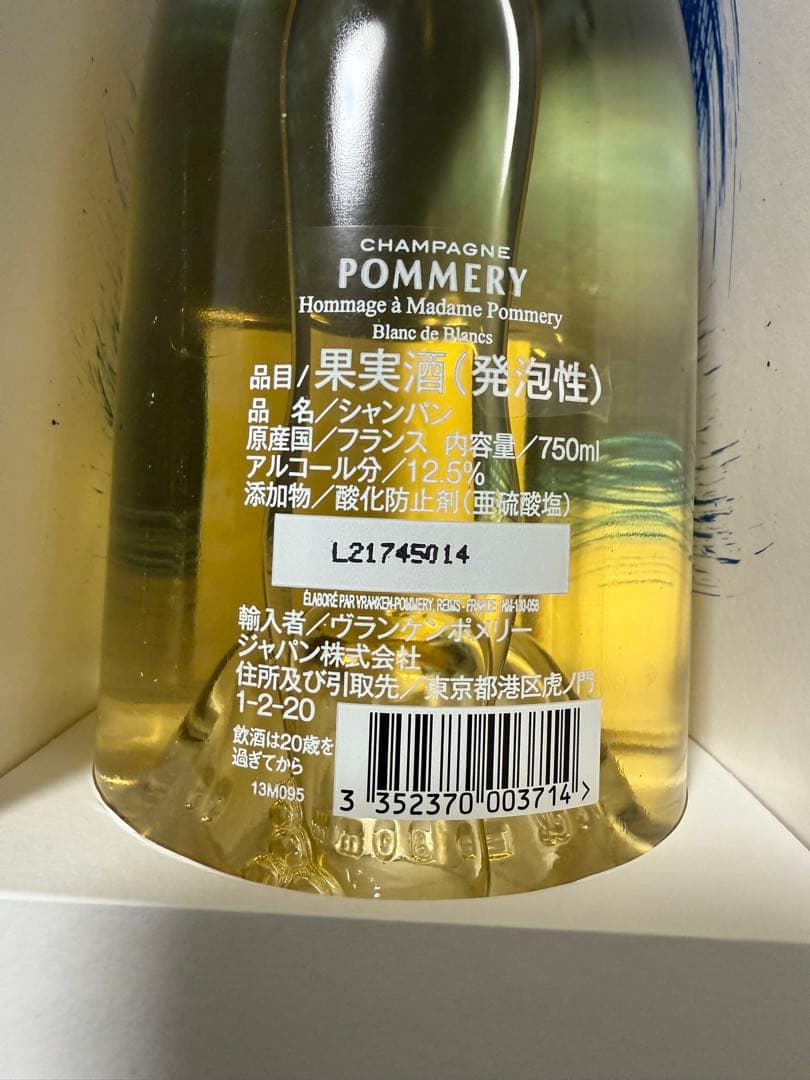 CHAMPAGNE
POMMERY
Hommage à Madame Pommery
Blanc de Blancs
品目/果実酒(発泡性)
品 名/シャンパン
原産国/フランス 内容量/750ml
アルコール分/12.5%
添加物/酸化防止剤(亜硫酸塩)
L21745014
ÉLABORÉ PAR VRANKEN-POMMERY, REIMS - FRANCE
輸入者/ヴランケンポメリー
ジャパン株式会社
住所及び引取先/東京都港区虎ノ門
1-2-20
飲酒は20歳を
過ぎてから
13M095
3 352370 003714 >